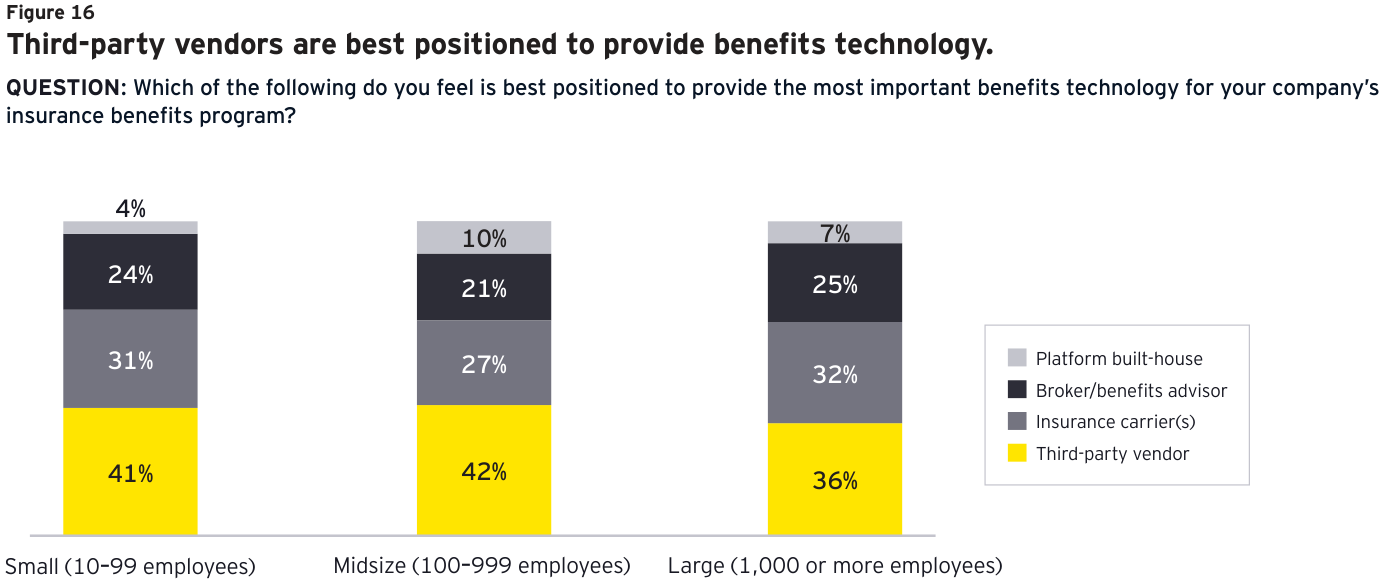 Figure 16
Third-party vendors are best positioned to provide benefits technology.
QUESTION: Which of the following do you feel is best positioned to provide the most important benefits technology for your company’s
insurance benefits program?
4%
24%
31%
41%
10%
21%
27%
42%
7%
25%
32%
36%
Platform built-house
Broker/benefits advisor
Insurance carrier(s)
Third-party vendor
Small (10–99 employees)
Midsize (100–999 employees)
Large (1,000 or more employees)